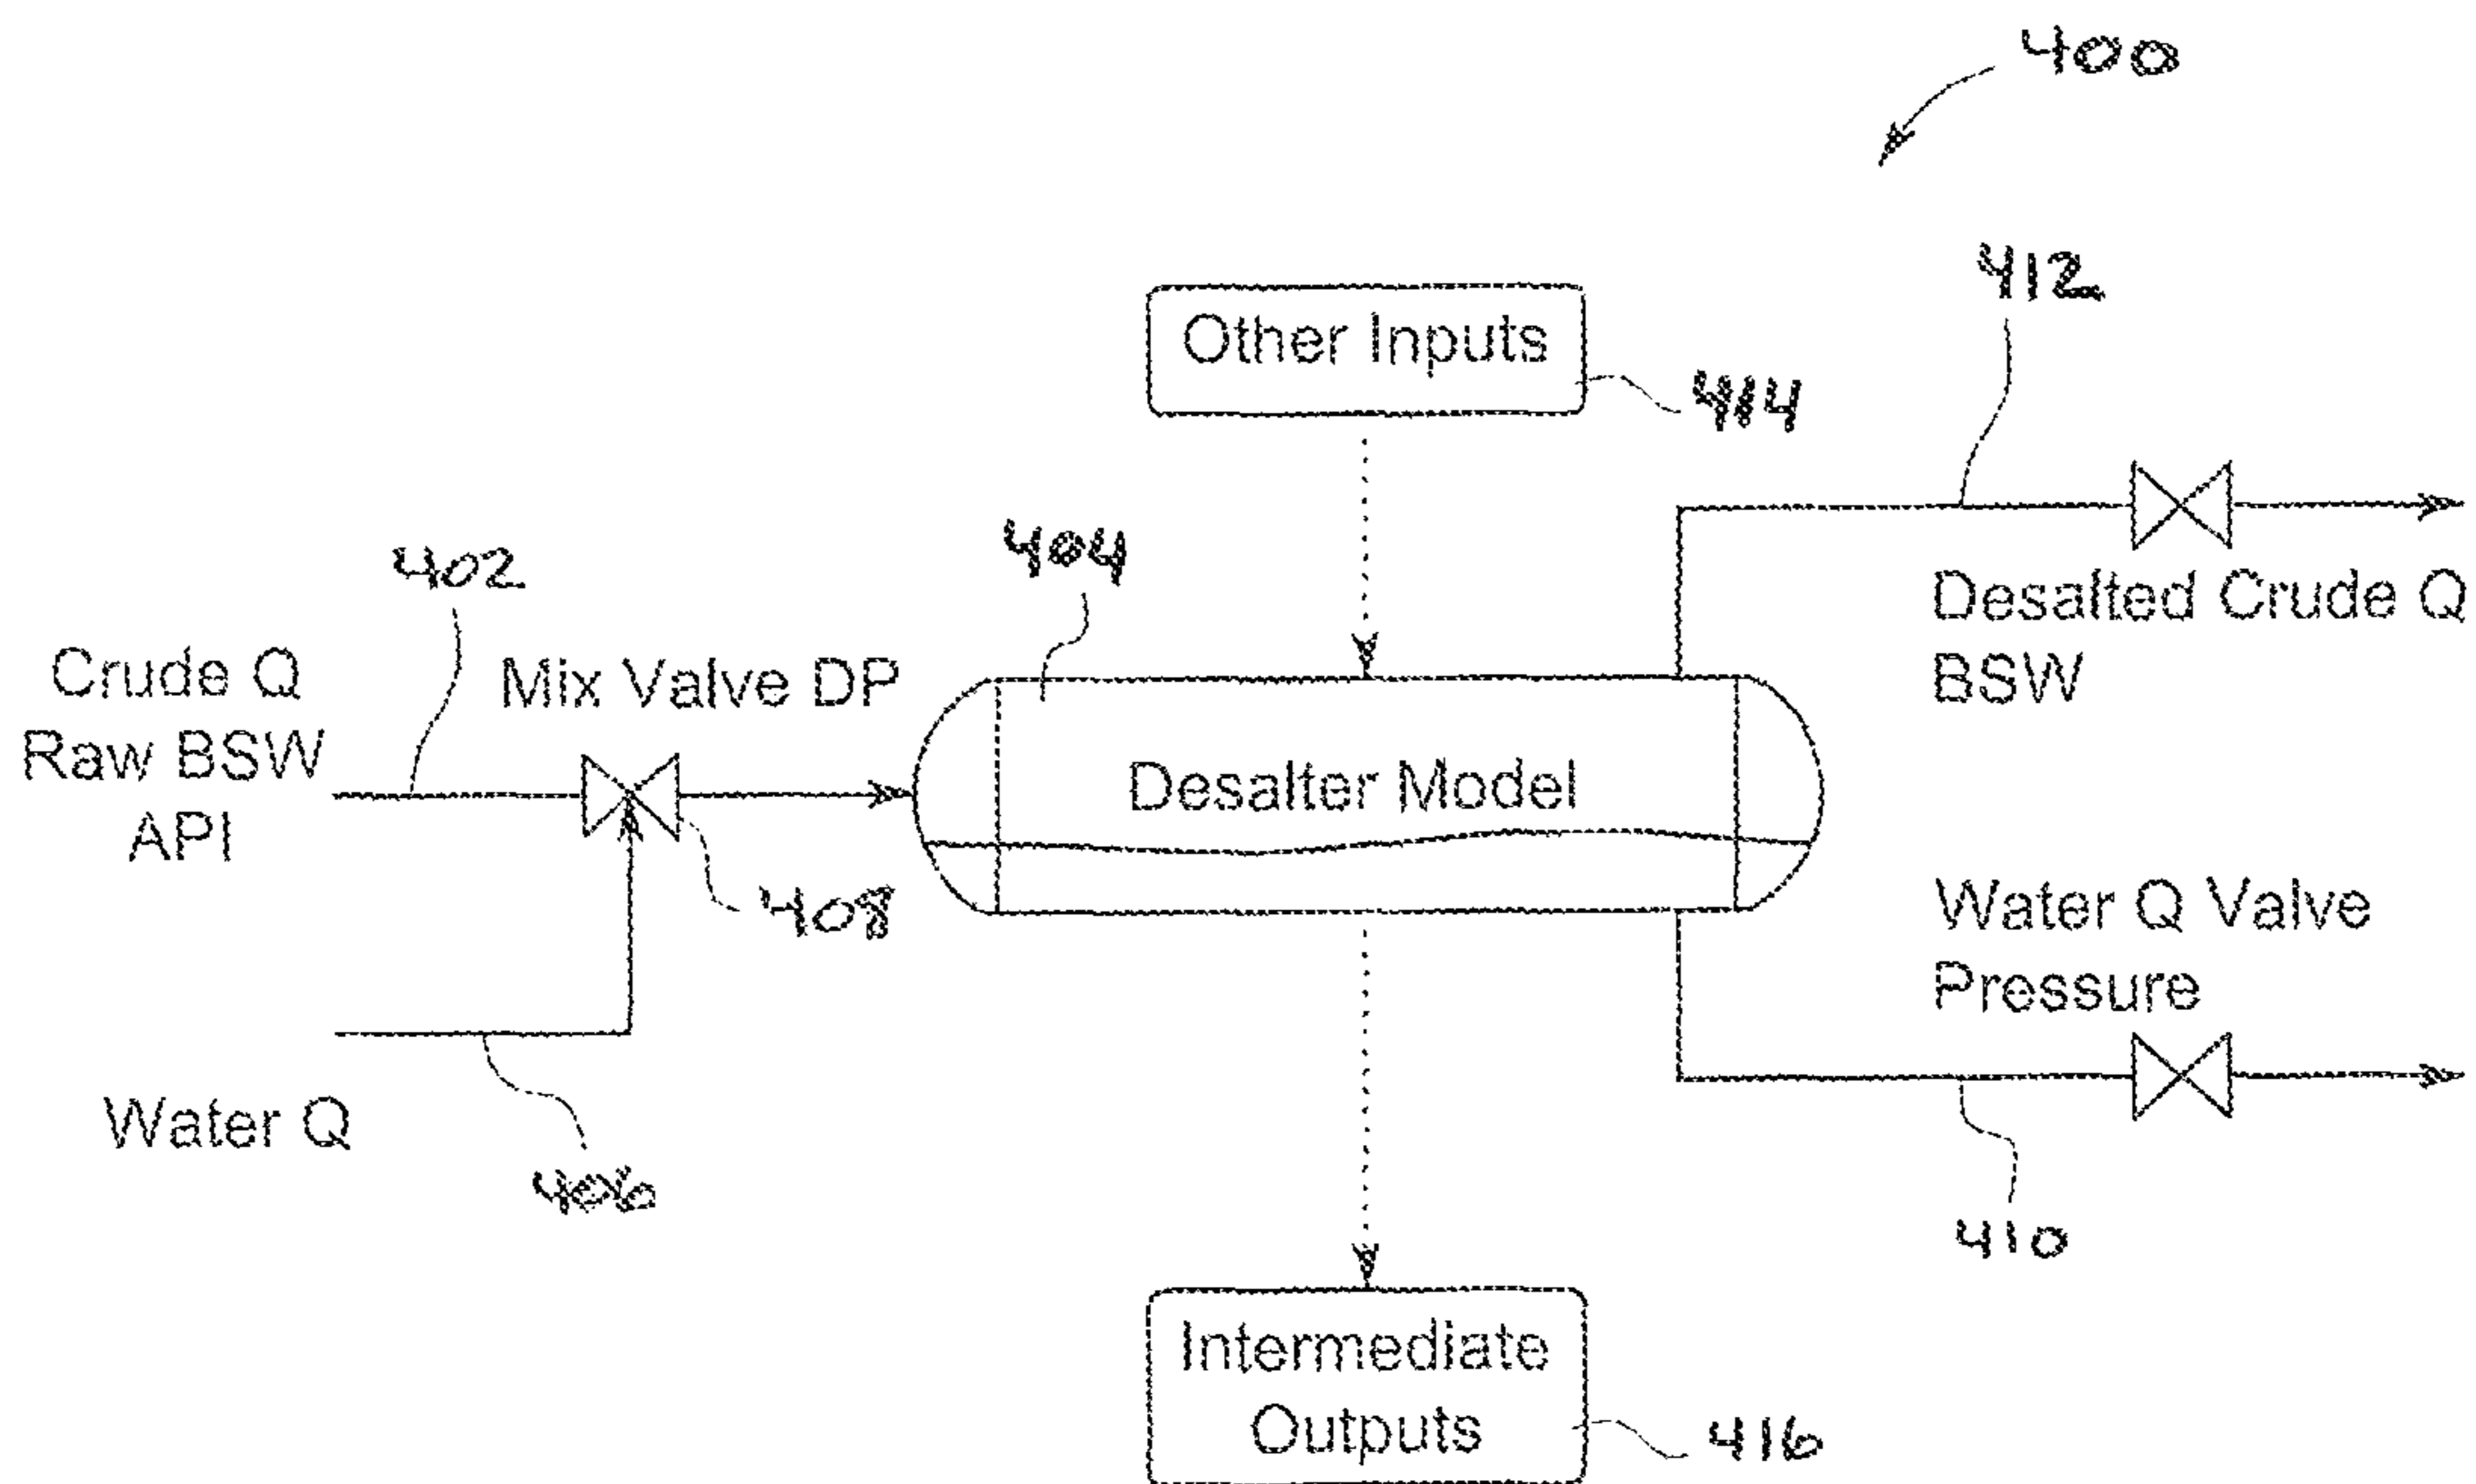 400
412
Other Inputs
414
404
402
Desalted Crude Q
BSW
Crude Q
Raw BSW
API
Mix Valve DP
Desalter Model
408
Water Q Valve
Pressure
Water Q
406
410
Intermediate
Outputs
416